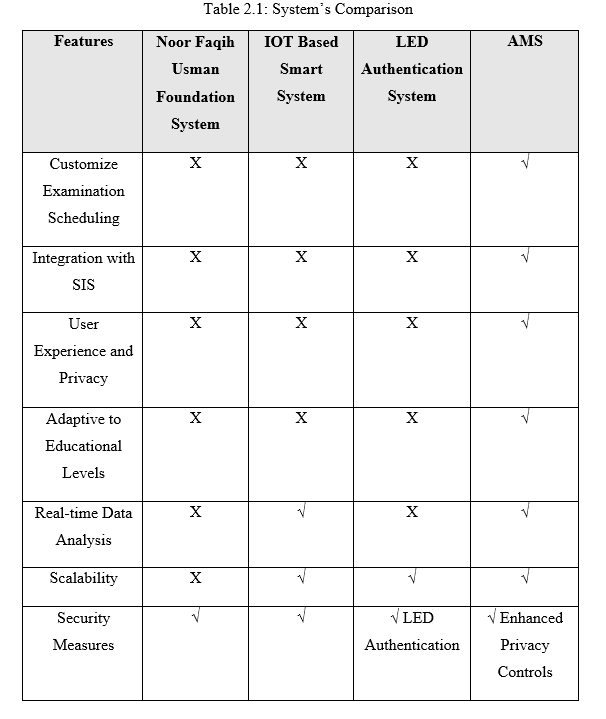 Table 2.1: System's Comparison
Features Noor Faqih IOT Based LED AMS
Usman Smart Authentication
Foundation System System
System
Customize X X X √
Examination
Scheduling
Integration with X X X √
SIS
User X X X √
Experience and
Privacy
Adaptive to X X X √
Educational
Levels
Real-time Data X √ X √
Analysis
Scalability X √ √ √
Security √ √ √ LED √ Enhanced
Measures Authentication Privacy
Controls